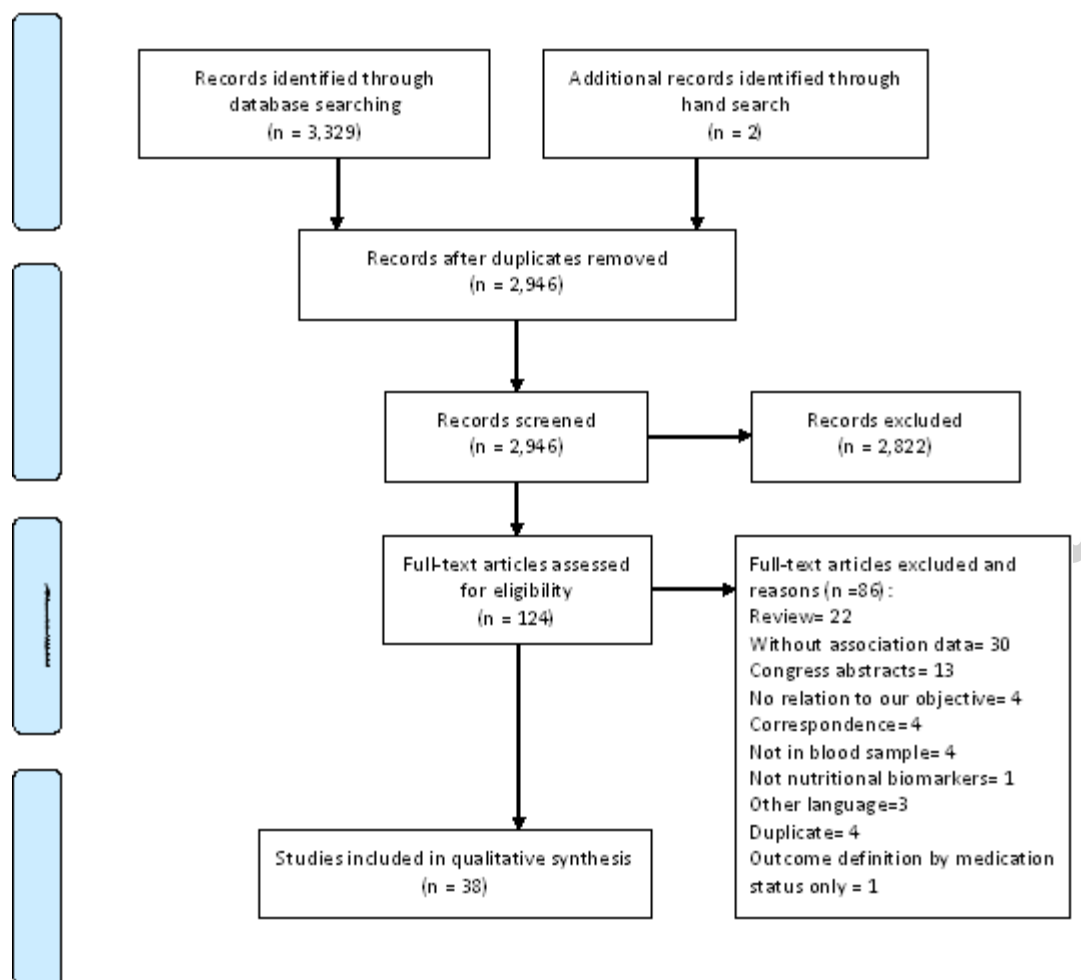 Records identified through
database searching
(n = 3,329)
Additional records identified through
hand search
(n = 2)
Records after duplicates removed
(n = 2,946)
Records screened
(n = 2,946)
Records excluded
(n = 2,822)
Full-text articles assessed
for eligibility
(n = 124)
Full-text articles excluded and
reasons (n =86) :
Review= 22
Without association data= 30
Congress abstracts= 13
No relation to our objective= 4
Correspondence= 4
Not in blood sample= 4
Not nutritional biomarkers= 1
Other language=3
Duplicate= 4
Outcome definition by medication
status only = 1
Studies included in qualitative synthesis
(n = 38)